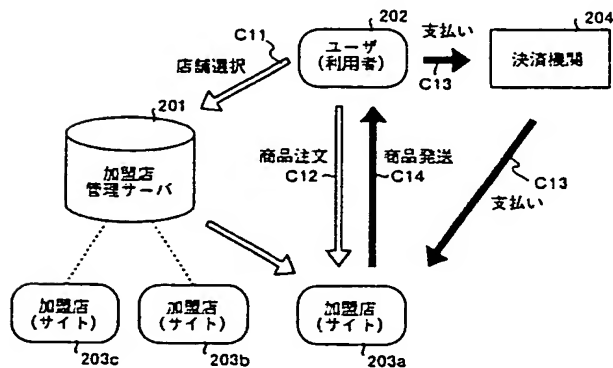 202
204
C11
ユーザ
(利用者)
支払い
C13
決済機関
店舗選択
201
加盟店
管理サーバ
商品注文
C12
商品発送
C14
C13
支払い
加盟店
(サイト)
203c
加盟店
(サイト)
203b
加盟店
(サイト)
203a